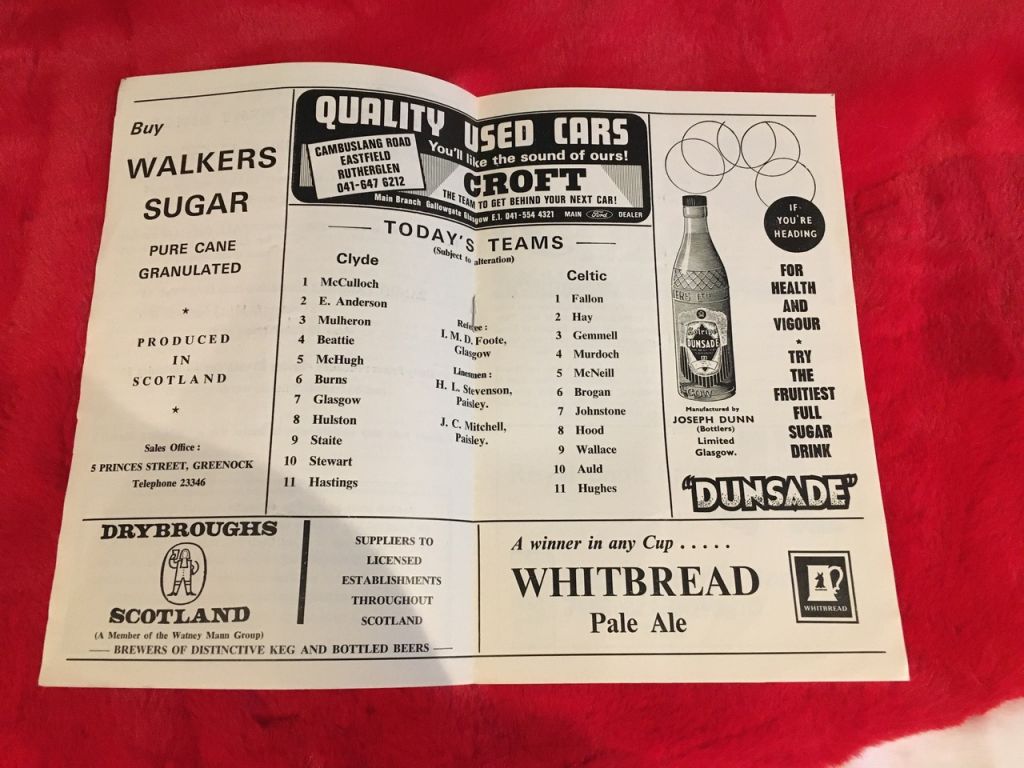 Buy
WALKERS
SUGAR
PURE CANE
GRANULATED
*
PRODUCED
IN
SCOTLAND
*
Sales Office :
5 PRINCES STREET, GREENOCK
Telephone 23346
QUALITY USED CARS
You'll like the sound of ours!
CAMBUSLANG ROAD
EASTFIELD
RUTHERGLEN
041-647 6212
CROFT
THE TEAM TO GET BEHIND YOUR NEXT CAR!
Main Branch Gallowgate Glasgow E.1. 041-554 4321 MAIN Ford DEALER
TODAY'S TEAMS
(Subject to alteration)
Clyde
1 McCulloch
2 E. Anderson
3 Mulheron
4 Beattie
5 McHugh
6 Burns
7 Glasgow
8 Hulston
9 Staite
10 Stewart
11 Hastings
Referee :
I. M. D. Foote,
Glasgow
Linesmen :
H. L. Stevenson,
Paisley.
J. C. Mitchell,
Paisley.
Celtic
1 Fallon
2 Hay
3 Gemmell
4 Murdoch
5 McNeill
6 Brogan
7 Johnstone
8 Hood
9 Wallace
10 Auld
11 Hughes
IF
YOU'RE
HEADING
FOR
HEALTH
AND
VIGOUR
*
TRY
THE
FRUITIEST
FULL
SUGAR
DRINK
DUNSADE
Manufactured by
JOSEPH DUNN
(Bottlers)
Limited
Glasgow.
"DUNSADE"
DRYBROUGHS
SCOTLAND
(A Member of the Watney Mann Group)
SUPPLIERS TO
LICENSED
ESTABLISHMENTS
THROUGHOUT
SCOTLAND
BREWERS OF DISTINCTIVE KEG AND BOTTLED BEERS
A winner in any Cup . . . . .
WHITBREAD
Pale Ale
WHITBREAD